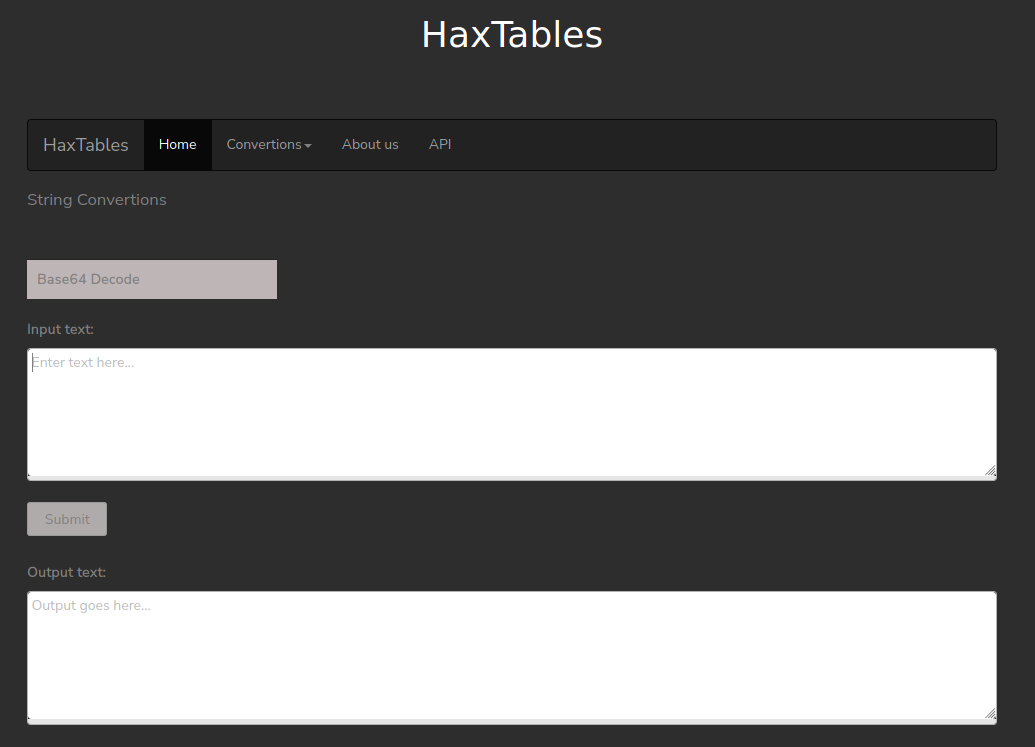 HaxTables
HaxTables Home Convertions About us API
String Convertions
Base64 Decode
Input text:
Enter text here...
Submit
Output text:
Output goes here...